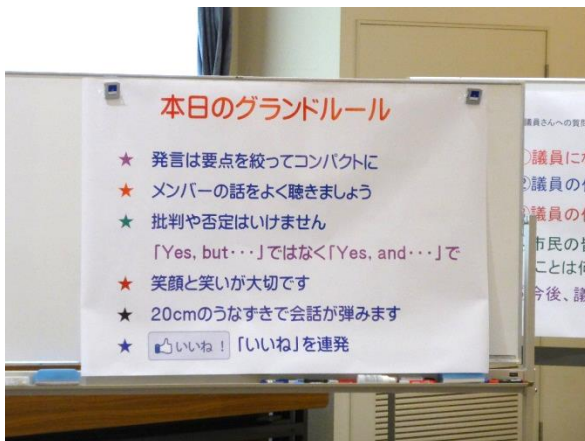 本日のグランドルール
★ 発言は要点を絞ってコンパクトに
★ メンバーの話をよく聴きましょう
★ 批判や否定はいけません
「Yes, but・・・」ではなく「Yes, and・・・」で
★ 笑顔と笑いが大切です
★ 20cmのうなずきで会話が弾みます
★ いいね！ 「いいね」を連発
議員さんへの質問
議員に
②議員の
議員の
市民の
ことは
今後、議